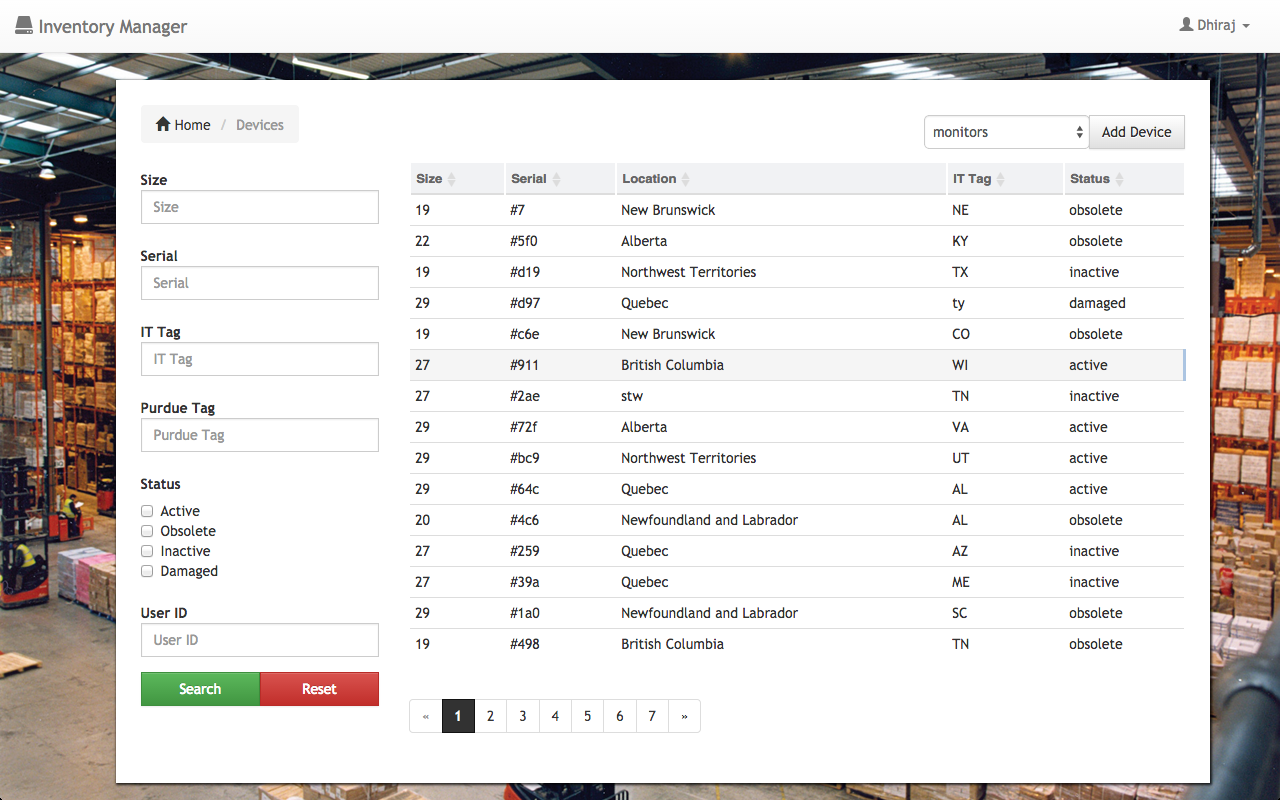 Inventory Manager
Dhiraj
Home / Devices
monitors
Add Device
Size
Size
Serial
Serial
IT Tag
IT Tag
Purdue Tag
Purdue Tag
Status
Active
Obsolete
Inactive
Damaged
User ID
User ID
Search Reset
Size Serial Location IT Tag Status
19 #7 New Brunswick NE obsolete
22 #5f0 Alberta KY obsolete
19 #d19 Northwest Territories TX inactive
29 #d97 Quebec ty damaged
19 #c6e New Brunswick CO obsolete
27 #911 British Columbia WI active
27 #2ae stw TN inactive
29 #72f Alberta VA active
29 #bc9 Northwest Territories UT active
29 #64c Quebec AL active
20 #4c6 Newfoundland and Labrador AL obsolete
27 #259 Quebec AZ inactive
27 #39a Quebec ME inactive
29 #1a0 Newfoundland and Labrador SC obsolete
19 #498 British Columbia TN obsolete
« 1 2 3 4 5 6 7 »